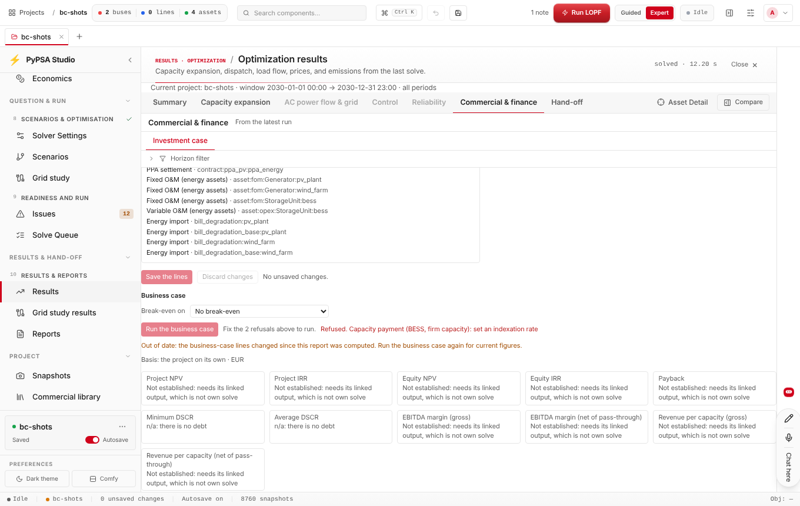 Projects / bc-shots
2 buses 0 lines 4 assets
Search components...
Ctrl K
1 note
Run LOPF
Guided
Expert
Idle
A
bc-shots
PyPSA Studio
Economics
QUESTION & RUN
8 SCENARIOS & OPTIMISATION
Solver Settings
Scenarios
Grid study
READINESS AND RUN
Issues 12
Solve Queue
RESULTS & HAND-OFF
10 RESULTS & REPORTS
Results
Grid study results
Reports
PROJECT
Snapshots
Commercial library
bc-shots
Saved
Autosave
PREFERENCES
Dark theme
Comfy
RESULTS · OPTIMIZATION / Optimization results
Capacity expansion, dispatch, load flow, prices, and emissions from the last solve.
solved · 12.20 s
Close
Current project: bc-shots · window 2030-01-01 00:00 → 2030-12-31 23:00 · all periods
Summary
Capacity expansion
AC power flow & grid
Control
Reliability
Commercial & finance
Hand-off
Asset Detail
Compare
Commercial & finance From the latest run
Investment case
Horizon filter
PPA settlement · contract:ppa_pv:ppa_energy
Fixed O&M (energy assets) · asset:fom:Generator:pv_plant
Fixed O&M (energy assets) · asset:fom:Generator:wind_farm
Fixed O&M (energy assets) · asset:fom:StorageUnit:bess
Variable O&M (energy assets) · asset:opex:StorageUnit:bess
Energy import · bill_degradation:pv_plant
Energy import · bill_degradation_base:pv_plant
Energy import · bill_degradation:wind_farm
Energy import · bill_degradation_base:wind_farm
Save the lines
Discard changes
No unsaved changes.
Business case
Break-even on No break-even
Run the business case
Fix the 2 refusals above to run.
Refused. Capacity payment (BESS, firm capacity): set an indexation rate
Out of date: the business-case lines changed since this report was computed. Run the business case again for current figures.
Basis: the project on its own · EUR
Project NPV
Not established: needs its linked
output, which is not own solve
Project IRR
Not established: needs its linked
output, which is not own solve
Equity NPV
Not established: needs its linked
output, which is not own solve
Equity IRR
Not established: needs its linked
output, which is not own solve
Payback
Not established: needs its linked
output, which is not own solve
Minimum DSCR
n/a: there is no debt
Average DSCR
n/a: there is no debt
EBITDA margin (gross)
Not established: needs its linked
output, which is not own solve
EBITDA margin (net of pass-through)
Not established: needs its linked
output, which is not own solve
Revenue per capacity (gross)
Not established: needs its linked
output, which is not own solve
Revenue per capacity (net of pass-
through)
Not established: needs its linked
output, which is not own solve
Chat here
Idle
bc-shots
0 unsaved changes
Autosave on
8760 snapshots
Obj: —